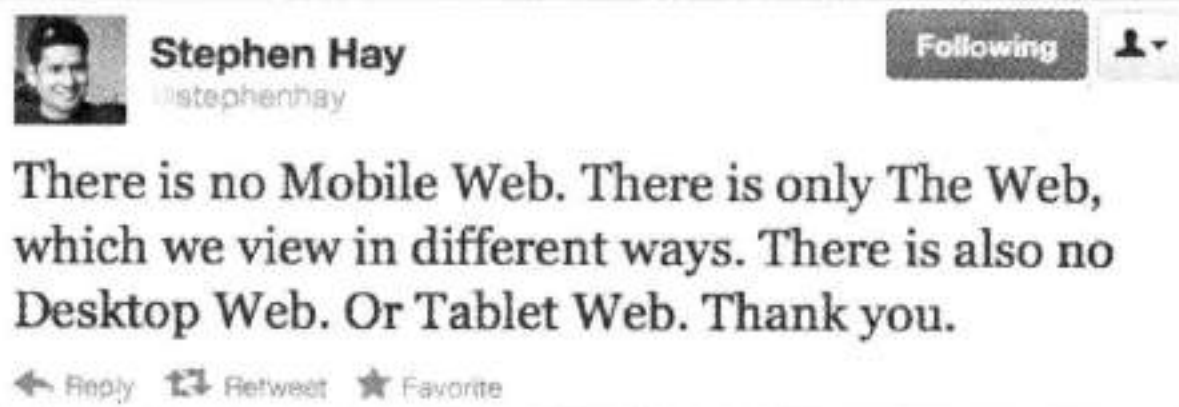 Stephen Hay
Following
@stephenhay
There is no Mobile Web. There is only The Web,
which we view in different ways. There is also no
Desktop Web. Or Tablet Web. Thank you.
Reply Retweet Favorite